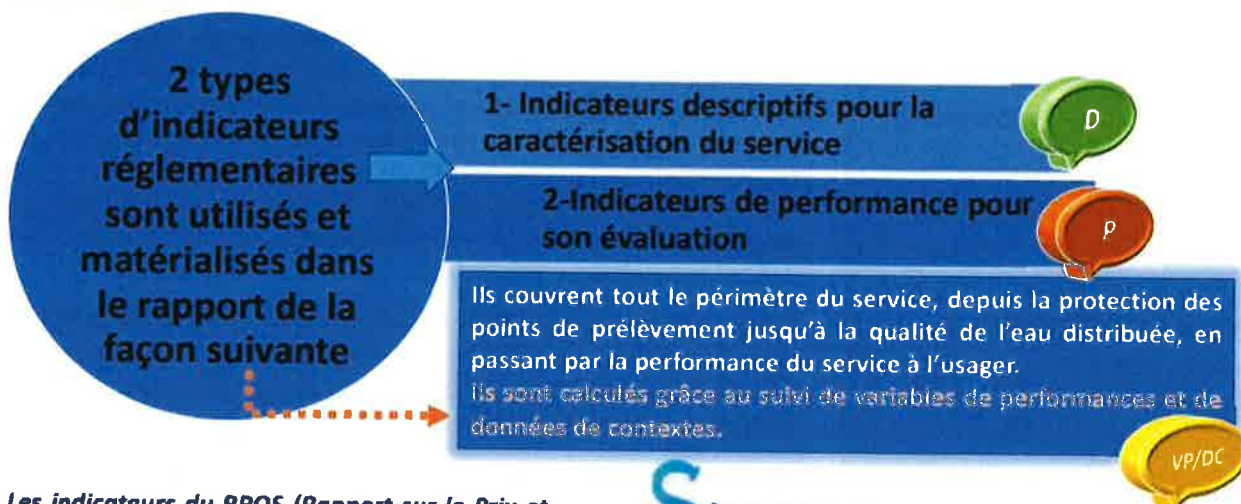 2 types
d'indicateurs
réglementaires
sont utilisés et
matérialisés dans
le rapport de la
façon suivante
1- Indicateurs descriptifs pour la
caractérisation du service
D
2-Indicateurs de performance pour
son évaluation
P
Ils couvrent tout le périmètre du service, depuis la protection des
points de prélèvement jusqu'à la qualité de l'eau distribuée, en
passant par la performance du service à l'usager.
Ils sont calculés grâce au suivi de variables de performances et de
données de contextes.
VP/DC
Les indicateurs du RPQS (Rapport sur le Prix et